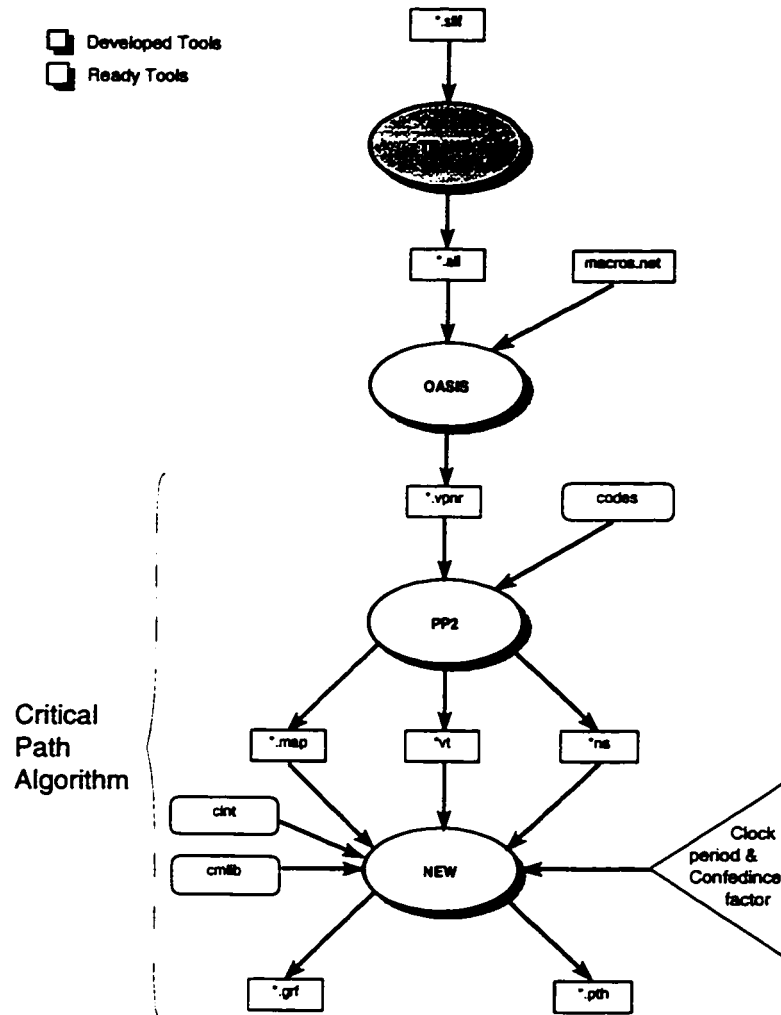 *.slif
Developed Tools
Ready Tools
macros.net
OASIS
*.vpnr
codes
PP2
Critical
Path
Algorithm
*.map
*vt
*ns
cint
cmlib
NEW
Clock
period &
Confedince
factor
*.grf
*.pth